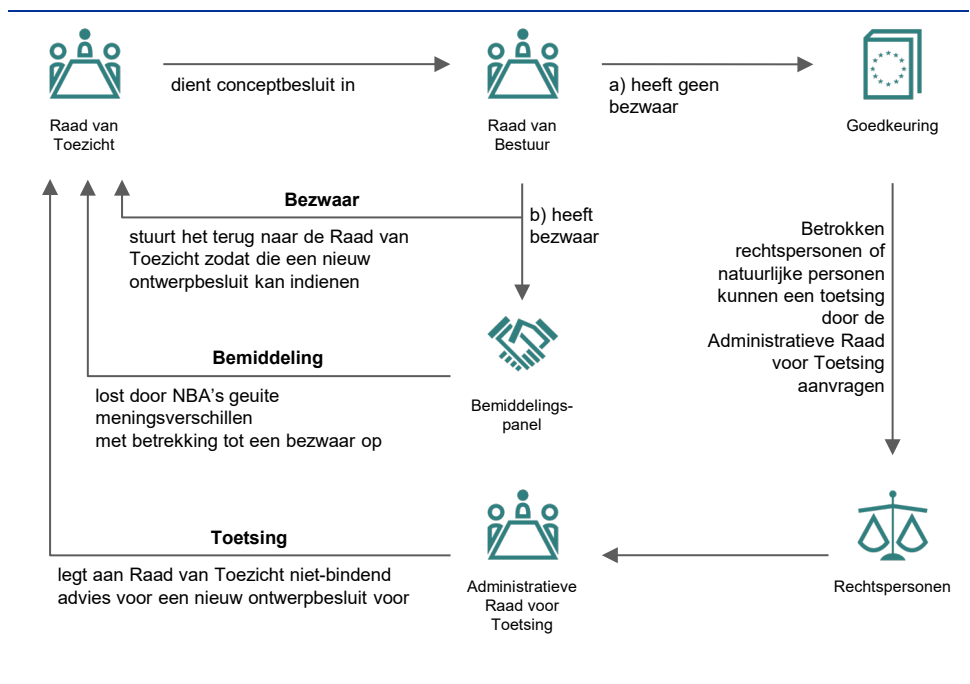 Raad van
Toezicht
dient conceptbesluit in
Raad van
Bestuur
a) heeft geen
bezwaar
Goedkeuring
Bezwaar
stuurt het terug naar de Raad van
Toezicht zodat die een nieuw
ontwerpbesluit kan indienen
b) heeft
bezwaar
Betrokken
rechtspersonen of
natuurlijke personen
kunnen een toetsing
door de
Administratieve Raad
voor Toetsing
aanvragen
Bemiddeling
lost door NBA's geuite
meningsverschillen
met betrekking tot een bezwaar op
Bemiddelings-
panel
Toetsing
legt aan Raad van Toezicht niet-bindend
advies voor een nieuw ontwerpbesluit voor
Administratieve
Raad voor
Toetsing
Rechtspersonen